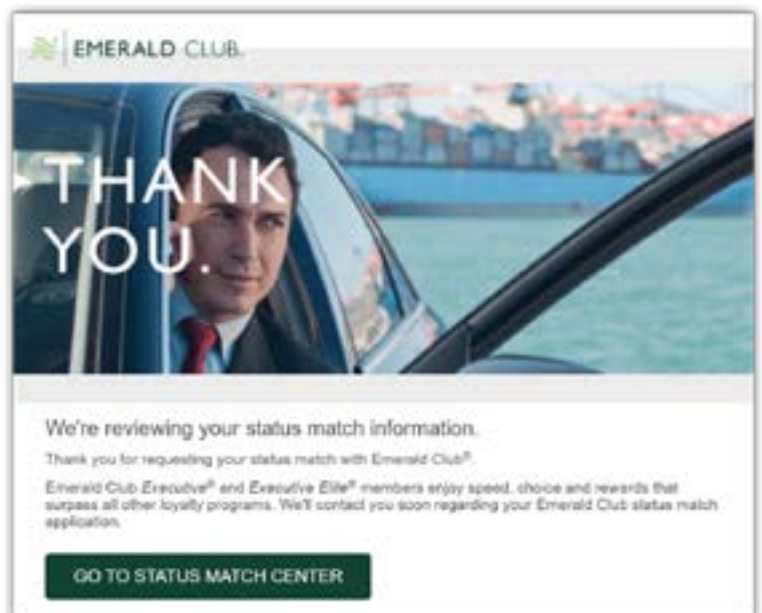 EMERALD CLUB.
THANK
YOU.
We're reviewing your status match information.
Thank you for requesting your status match with Emerald Club®.
Emerald Club Executive® and Executive Elite® members enjoy speed, choice and rewards that
surpass all other loyalty programs. We'll contact you soon regarding your Emerald Club status match
application.
GO TO STATUS MATCH CENTER